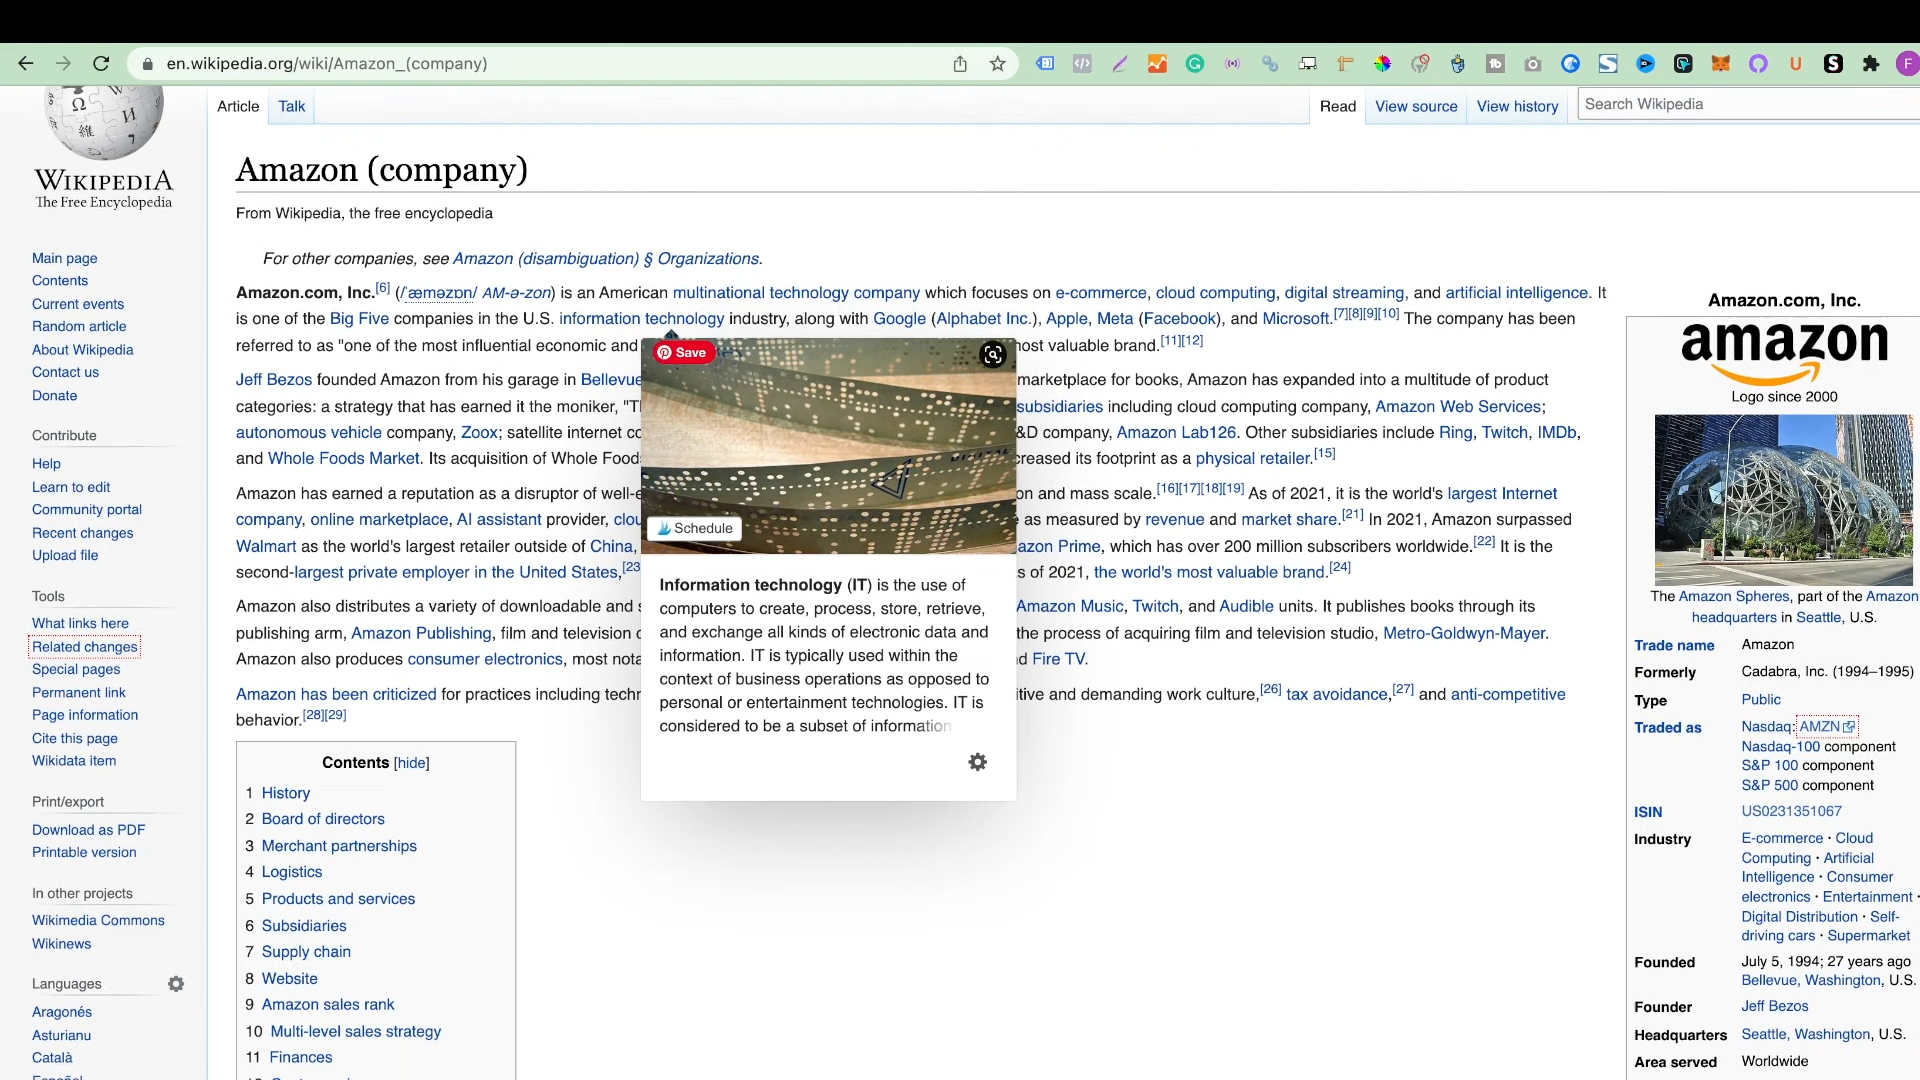 en.wikipedia.org/wiki/Amazon_(company)
Article Talk
Read View source View history Search Wikipedia
WIKIPEDIA
The Free Encyclopedia
Main page
Contents
Current events
Random article
About Wikipedia
Contact us
Donate
Contribute
Help
Learn to edit
Community portal
Recent changes
Upload file
Tools
What links here
Related changes
Special pages
Permanent link
Page information
Cite this page
Wikidata item
Print/export
Download as PDF
Printable version
In other projects
Wikimedia Commons
Wikinews
Languages
Aragonés
Asturianu
Català
Amazon (company)
From Wikipedia, the free encyclopedia
For other companies, see Amazon (disambiguation) § Organizations.
Amazon.com, Inc.[6] (/ˈæməzɒn/ AM-ə-zon) is an American multinational technology company which focuses on e-commerce, cloud computing, digital streaming, and artificial intelligence. It
is one of the Big Five companies in the U.S. information technology industry, along with Google (Alphabet Inc.), Apple, Meta (Facebook), and Microsoft.[7][8][9][10] The company has been
referred to as "one of the most influential economic and ost valuable brand.[11][12]
Jeff Bezos founded Amazon from his garage in Bellevue marketplace for books, Amazon has expanded into a multitude of product
categories: a strategy that has earned it the moniker, "Th subsidiaries including cloud computing company, Amazon Web Services;
autonomous vehicle company, Zoox; satellite internet co &D company, Amazon Lab126. Other subsidiaries include Ring, Twitch, IMDb,
and Whole Foods Market. Its acquisition of Whole Foods creased its footprint as a physical retailer.[15]
Amazon has earned a reputation as a disruptor of well-e on and mass scale.[16][17][18][19] As of 2021, it is the world's largest Internet
company, online marketplace, AI assistant provider, clou as measured by revenue and market share.[21] In 2021, Amazon surpassed
Walmart as the world's largest retailer outside of China, azon Prime, which has over 200 million subscribers worldwide.[22] It is the
second-largest private employer in the United States,[23 s of 2021, the world's most valuable brand.[24]
Amazon also distributes a variety of downloadable and s Amazon Music, Twitch, and Audible units. It publishes books through its
publishing arm, Amazon Publishing, film and television c the process of acquiring film and television studio, Metro-Goldwyn-Mayer.
Amazon also produces consumer electronics, most nota d Fire TV.
Amazon has been criticized for practices including techn itive and demanding work culture,[26] tax avoidance,[27] and anti-competitive
behavior.[28][29]
Save
Schedule
Information technology (IT) is the use of
computers to create, process, store, retrieve,
and exchange all kinds of electronic data and
information. IT is typically used within the
context of business operations as opposed to
personal or entertainment technologies. IT is
considered to be a subset of information
Contents [hide]
1 History
2 Board of directors
3 Merchant partnerships
4 Logistics
5 Products and services
6 Subsidiaries
7 Supply chain
8 Website
9 Amazon sales rank
10 Multi-level sales strategy
11 Finances
Amazon.com, Inc.
amazon
Logo since 2000
The Amazon Spheres, part of the Amazon
headquarters in Seattle, U.S.
Trade name Amazon
Formerly Cadabra, Inc. (1994–1995)
Type Public
Traded as Nasdaq: AMZN
Nasdaq-100 component
S&P 100 component
S&P 500 component
ISIN US0231351067
Industry E-commerce · Cloud
Computing · Artificial
Intelligence · Consumer
electronics · Entertainment ·
Digital Distribution · Self-
driving cars · Supermarket
Founded July 5, 1994; 27 years ago
Bellevue, Washington, U.S.
Founder Jeff Bezos
Headquarters Seattle, Washington, U.S.
Area served Worldwide